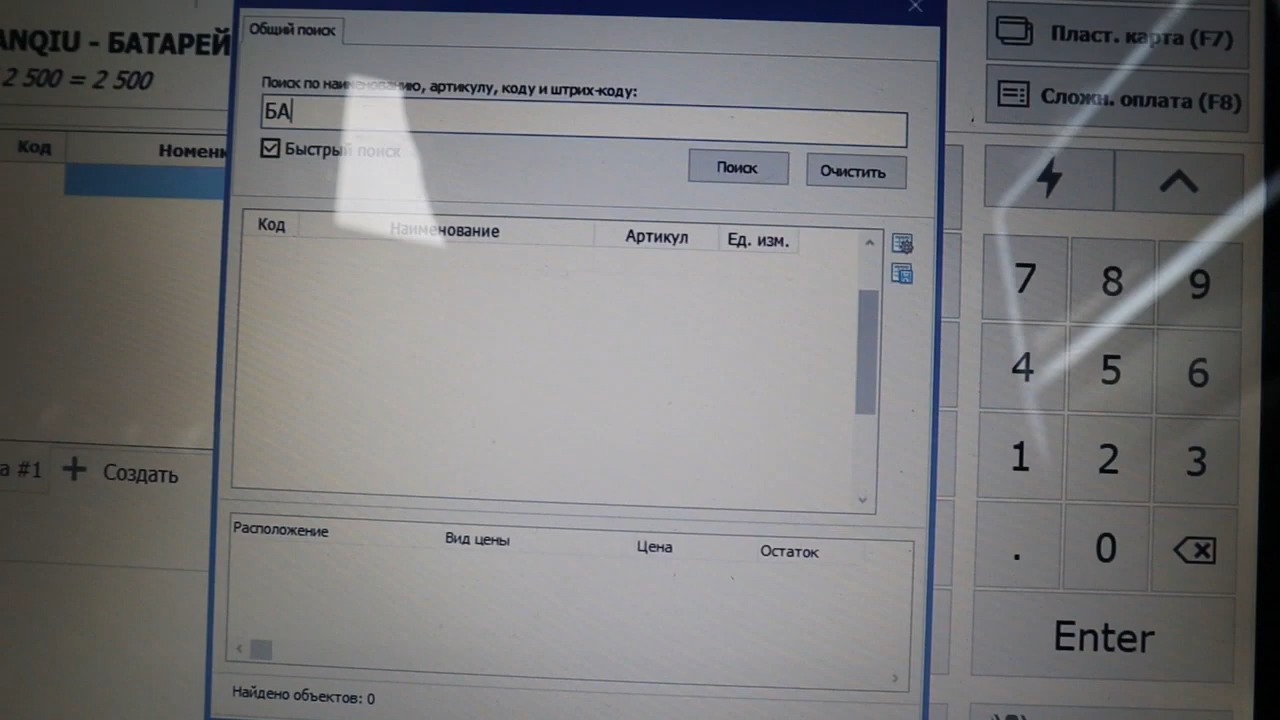 Общий поиск
ANQIU - БАТАРЕЙ
2 500 = 2 500
Пласт. карта (F7)
Сложн. оплата (F8)
Поиск по наименованию, артикулу, коду и штрих-коду:
БА
Быстрый поиск
Поиск
Очистить
Код
Номенк
Код
Наименование
Артикул
Ед. изм.
7 8 9
4 5 6
1 2 3
. 0
Enter
а #1
+ Создать
Расположение
Вид цены
Цена
Остаток
Найдено объектов: 0